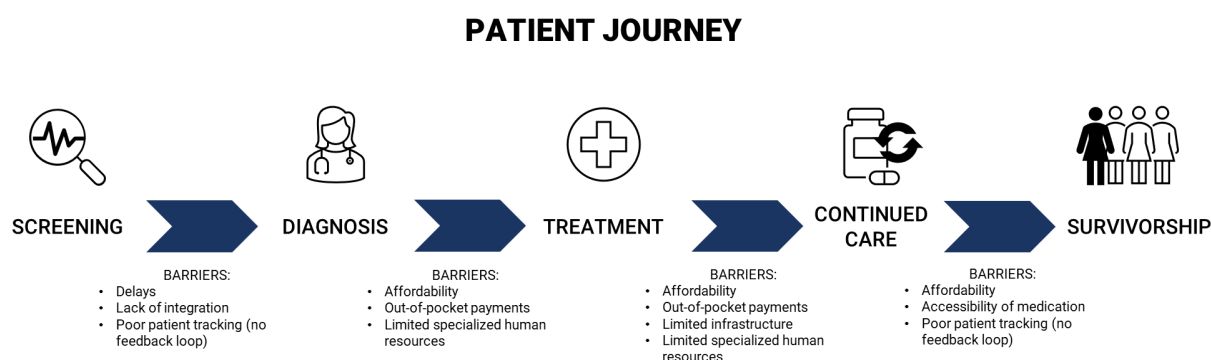 PATIENT JOURNEY
SCREENING
DIAGNOSIS
TREATMENT
CONTINUED
CARE
SURVIVORSHIP
BARRIERS:
• Delays
• Lack of integration
• Poor patient tracking (no
feedback loop)
BARRIERS:
• Affordability
• Out-of-pocket payments
• Limited specialized human
resources
BARRIERS:
• Affordability
• Out-of-pocket payments
• Limited infrastructure
• Limited specialized human
resources
BARRIERS:
• Affordability
• Accessibility of medication
• Poor patient tracking (no
feedback loop)